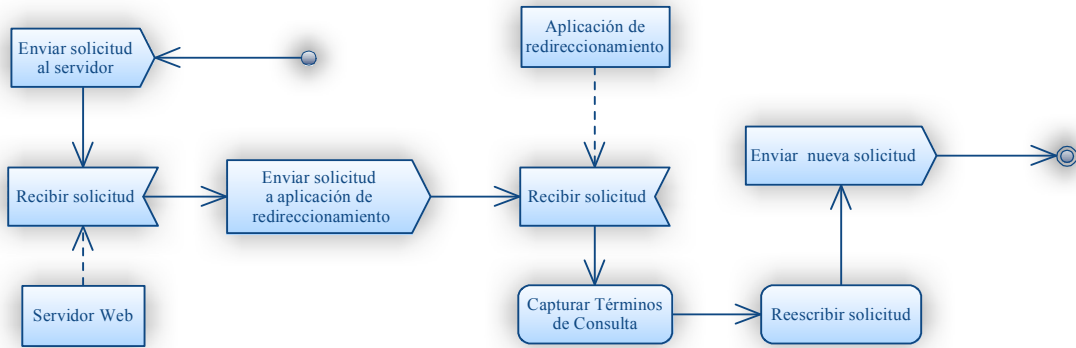 Enviar solicitud
al servidor
Aplicación de
redireccionamiento
Recibir solicitud
Enviar solicitud
a aplicación de
redireccionamiento
Recibir solicitud
Enviar nueva solicitud
Servidor Web
Capturar Términos
de Consulta
Reescribir solicitud